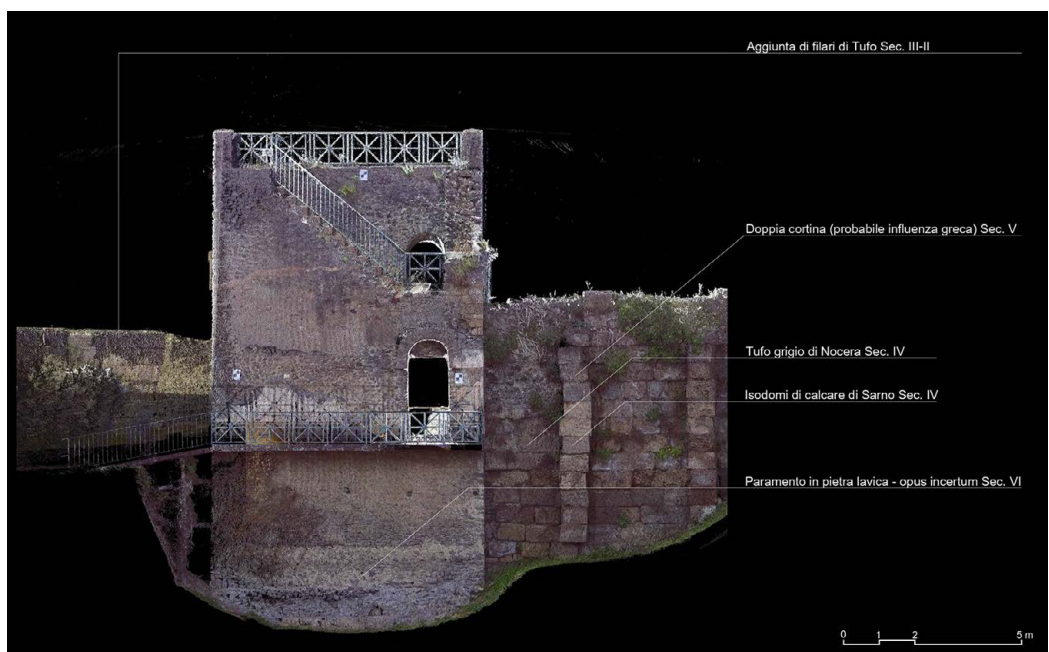 Aggiunta di filari di Tufo Sec. III-II
Doppia cortina (probabile influenza greca) Sec. V
Tufo grigio di Nocera Sec. IV
Isodomi di calcare di Sarno Sec. IV
Paramento in pietra lavica - opus incertum Sec. VI
0 1 2 5 m